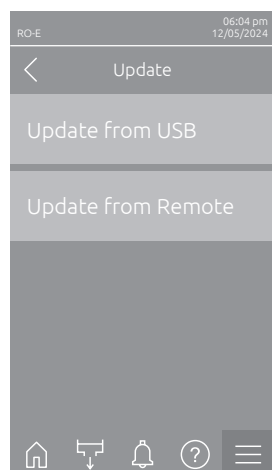 06:04 pm
RO-E 12/05/2024
Update
Update from USB
Update from Remote
?